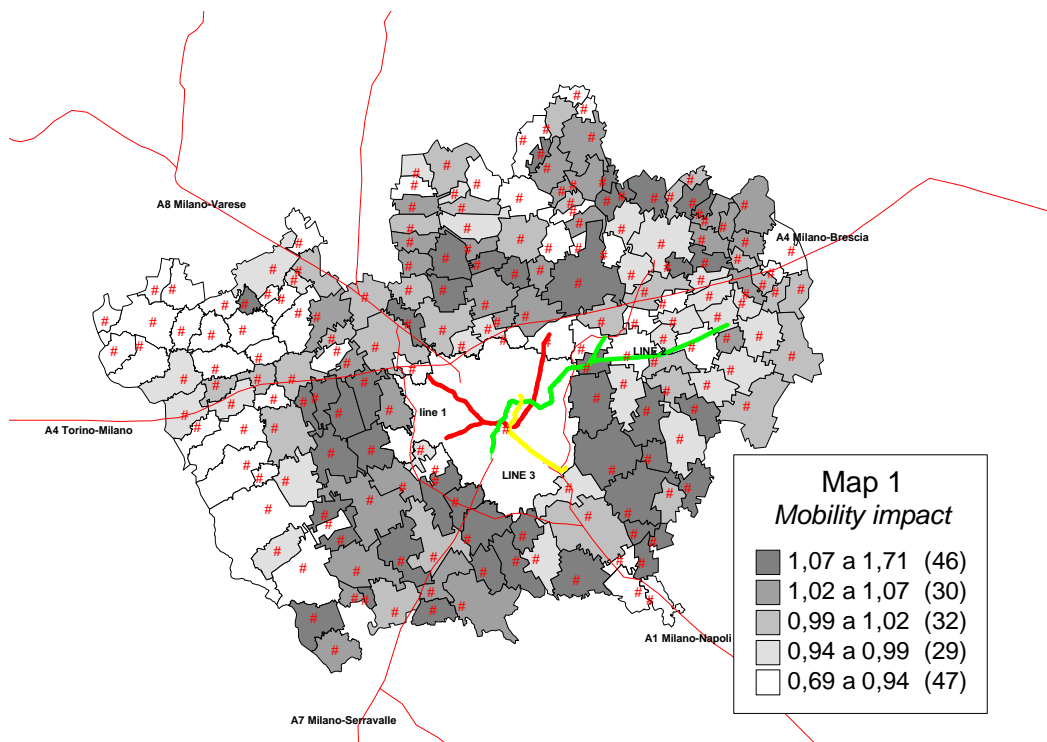 A8 Milano-Varese
A4 Milano-Brescia
LINE 2
line 1
A4 Torino-Milano
LINE 3
Map 1
Mobility impact
1,07 a 1,71 (46)
1,02 a 1,07 (30)
0,99 a 1,02 (32)
0,94 a 0,99 (29)
0,69 a 0,94 (47)
A1 Milano-Napoli
A7 Milano-Serravalle